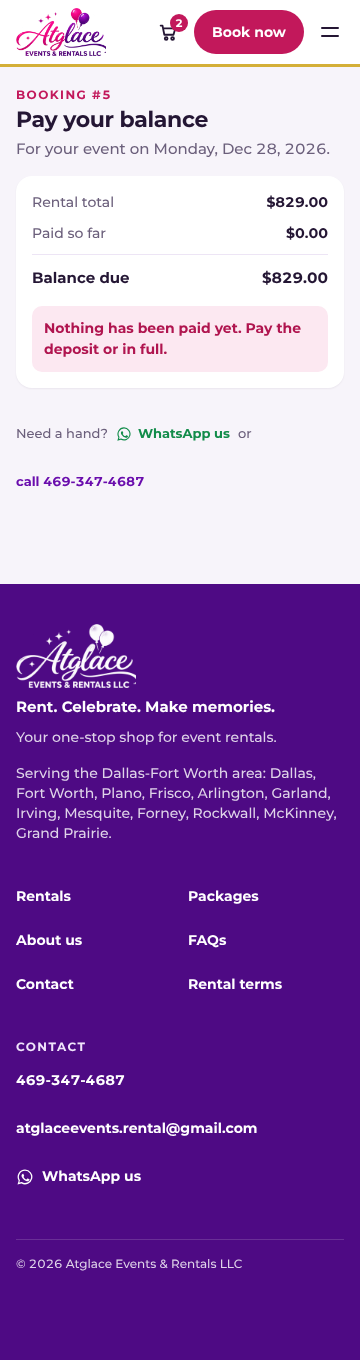 Atglace
EVENTS & RENTALS LLC
2
Book now
BOOKING #5
Pay your balance
For your event on Monday, Dec 28, 2026.
Rental total $829.00
Paid so far $0.00
Balance due $829.00
Nothing has been paid yet. Pay the
deposit or in full.
Need a hand? WhatsApp us or
call 469-347-4687
Atglace
EVENTS & RENTALS LLC
Rent. Celebrate. Make memories.
Your one-stop shop for event rentals.
Serving the Dallas-Fort Worth area: Dallas,
Fort Worth, Plano, Frisco, Arlington, Garland,
Irving, Mesquite, Forney, Rockwall, McKinney,
Grand Prairie.
Rentals Packages
About us FAQs
Contact Rental terms
CONTACT
469-347-4687
atglaceevents.rental@gmail.com
WhatsApp us
© 2026 Atglace Events & Rentals LLC